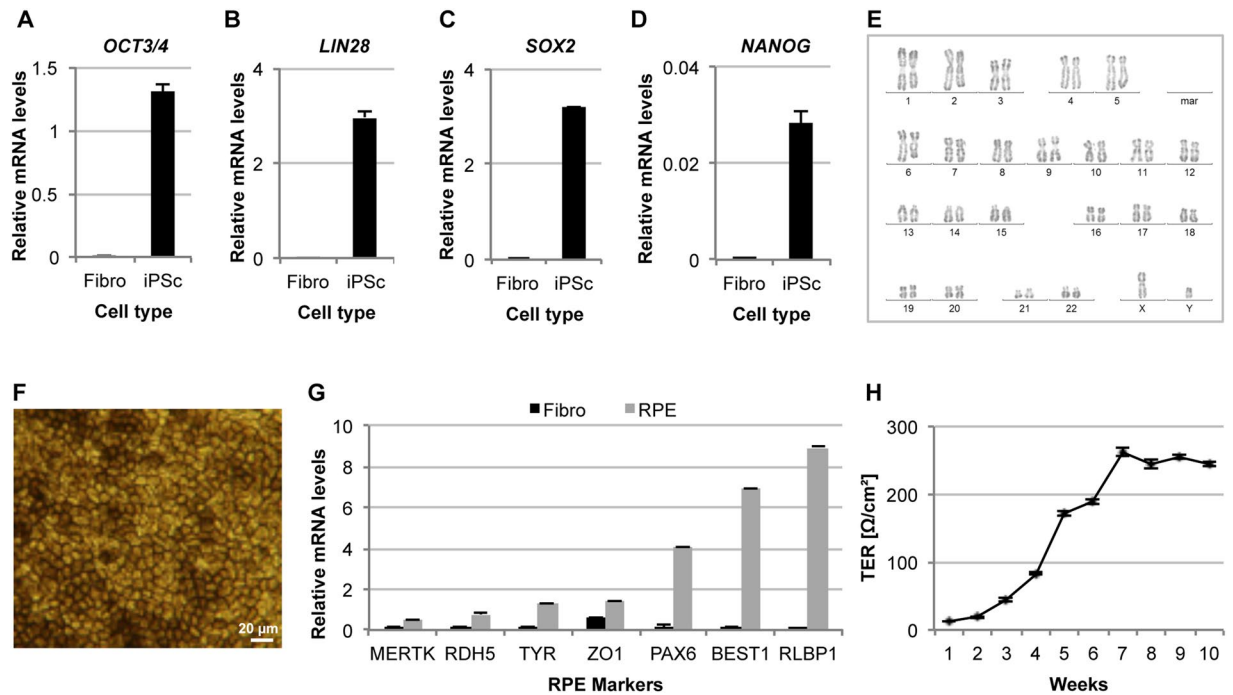 A
OCT3/4
Relative mRNA levels
1.5
1
0.5
0
Fibro iPSc
Cell type
B
LIN28
Relative mRNA levels
4
2
0
Fibro iPSc
Cell type
C
SOX2
Relative mRNA levels
4
2
0
Fibro iPSc
Cell type
D
NANOG
Relative mRNA levels
0.04
0.02
0
Fibro iPSc
Cell type
E
1 2 3 4 5 mar
6 7 8 9 10 11 12
13 14 15 16 17 18
19 20 21 22 X Y
F
20 µm
G
Fibro RPE
Relative mRNA levels
10
8
6
4
2
0
MERTK RDH5 TYR ZO1 PAX6 BEST1 RLBP1
RPE Markers
H
TER [Ω/cm²]
300
200
100
0
1 2 3 4 5 6 7 8 9 10
Weeks